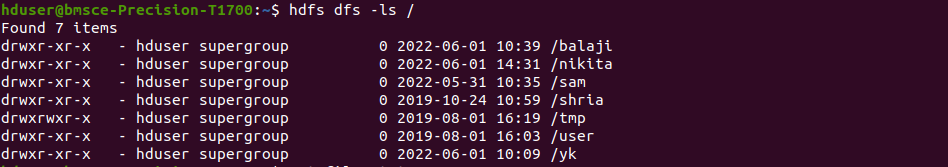 hduser@bmsce-Precision-T1700:~$ hdfs dfs -ls /
Found 7 items
drwxr-xr-x   - hduser supergroup          0 2022-06-01 10:39 /balaji
drwxr-xr-x   - hduser supergroup          0 2022-06-01 14:31 /nikita
drwxr-xr-x   - hduser supergroup          0 2022-05-31 10:35 /sam
drwxr-xr-x   - hduser supergroup          0 2019-10-24 10:59 /shria
drwxrwxr-x   - hduser supergroup          0 2019-08-01 16:19 /tmp
drwxr-xr-x   - hduser supergroup          0 2019-08-01 16:03 /user
drwxr-xr-x   - hduser supergroup          0 2022-06-01 10:09 /yk